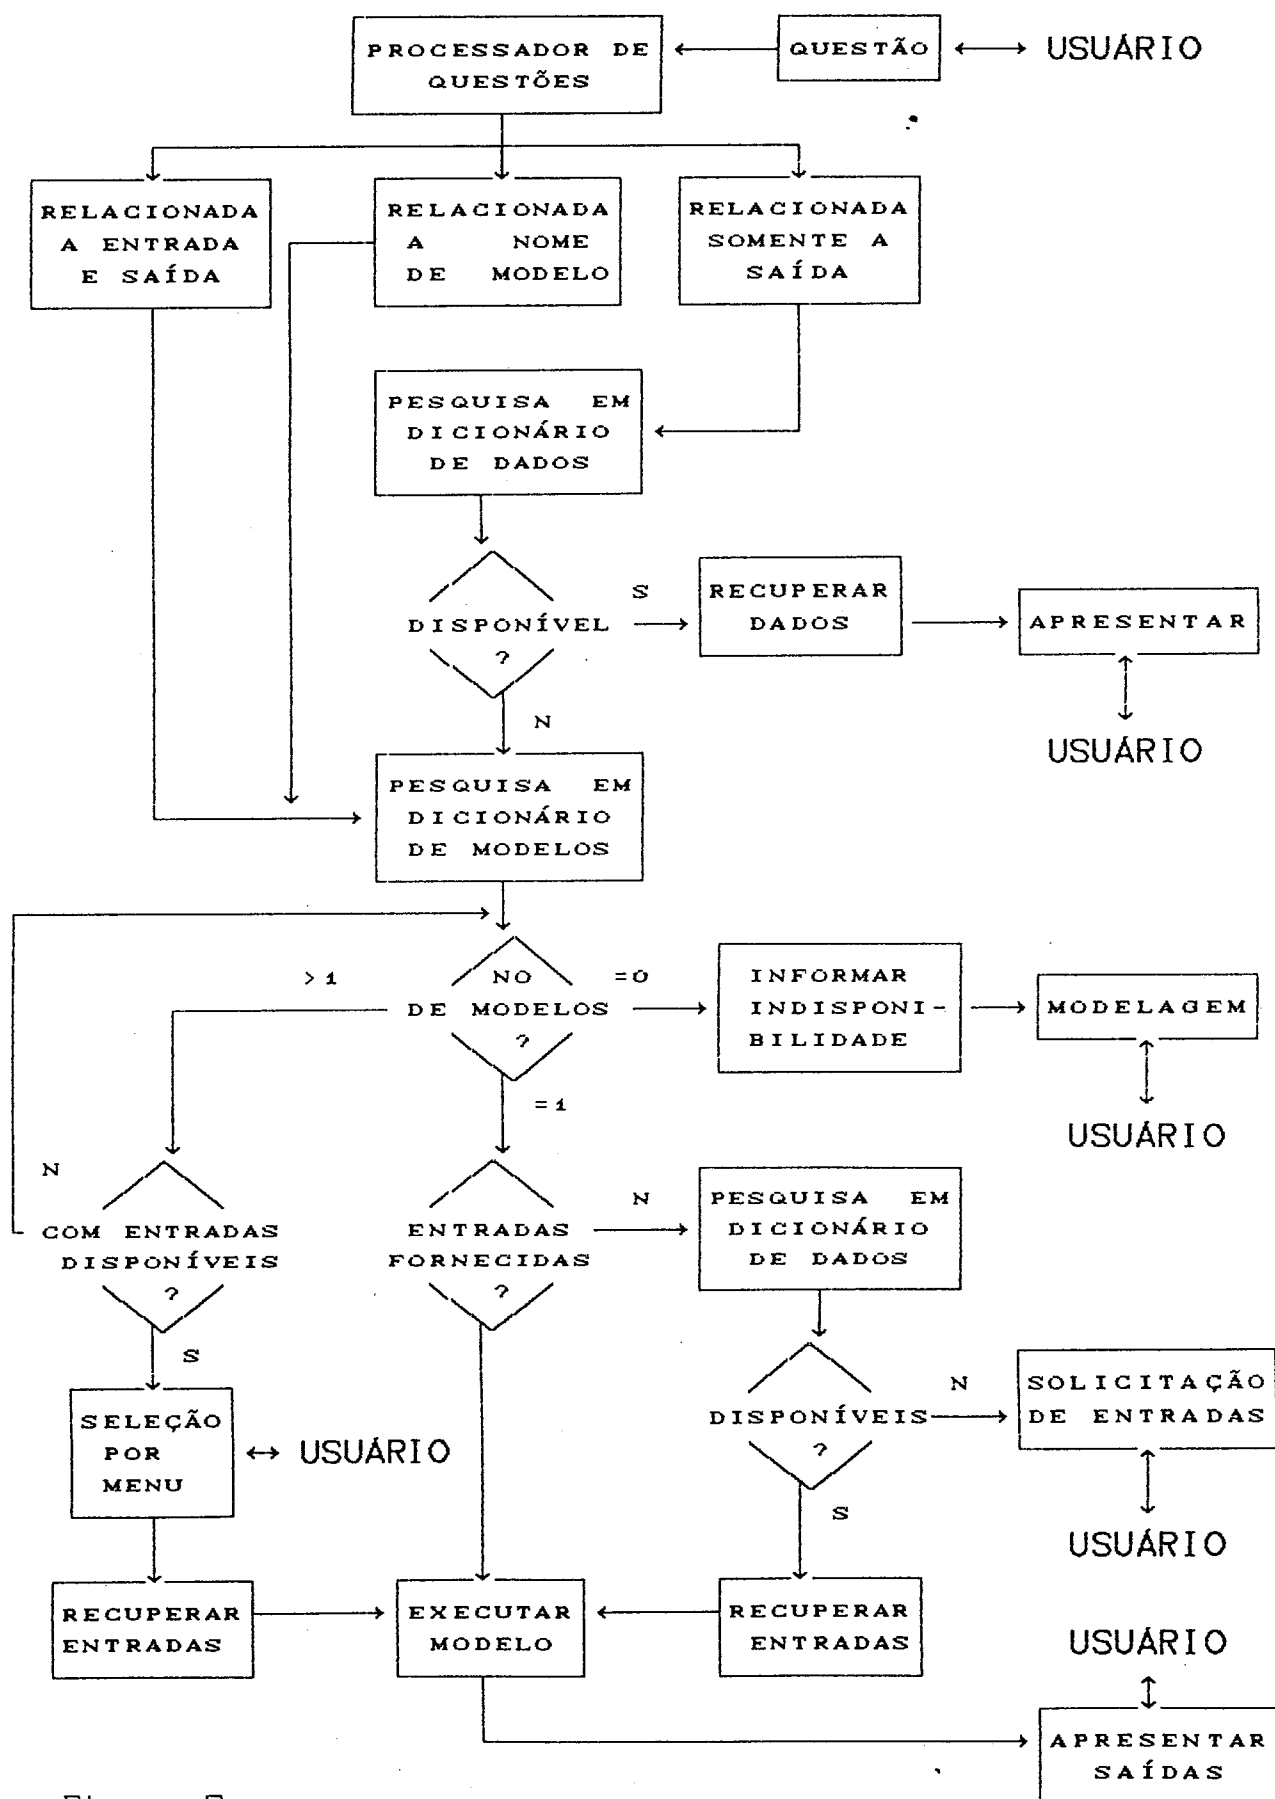 PROCESSADOR DE
QUESTÕES
QUESTÃO
USUÁRIO
RELACIONADA
A ENTRADA
E SAÍDA
RELACIONADA
A NOME
DE MODELO
RELACIONADA
SOMENTE A
SAÍDA
PESQUISA EM
DICIONÁRIO
DE DADOS
DISPONÍVEL
?
S
RECUPERAR
DADOS
APRESENTAR
USUÁRIO
N
PESQUISA EM
DICIONÁRIO
DE MODELOS
>1
NO
DE MODELOS
?
=0
INFORMAR
INDISPONI-
BILIDADE
MODELAGEM
USUÁRIO
=1
N
COM ENTRADAS
DISPONÍVEIS
?
S
ENTRADAS
FORNECIDAS
?
N
PESQUISA EM
DICIONÁRIO
DE DADOS
DISPONÍVEIS
?
N
SOLICITAÇÃO
DE ENTRADAS
USUÁRIO
SELEÇÃO
POR
MENU
USUÁRIO
S
RECUPERAR
ENTRADAS
EXECUTAR
MODELO
RECUPERAR
ENTRADAS
USUÁRIO
APRESENTAR
SAÍDAS